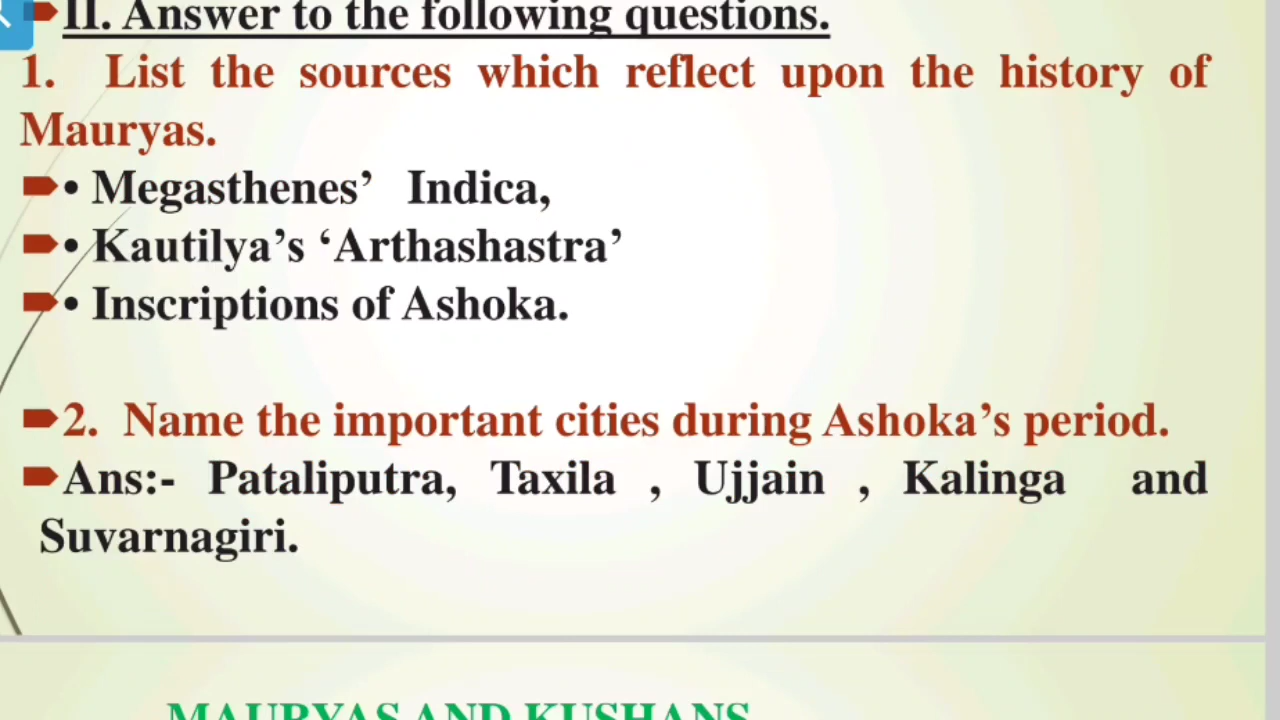 II. Answer to the following questions.
1. List the sources which reflect upon the history of
Mauryas.
• Megasthenes’ Indica,
• Kautilya’s ‘Arthashastra’
• Inscriptions of Ashoka.
2. Name the important cities during Ashoka’s period.
Ans:- Pataliputra, Taxila , Ujjain , Kalinga and
Suvarnagiri.
MAURYAS AND KUSHANS